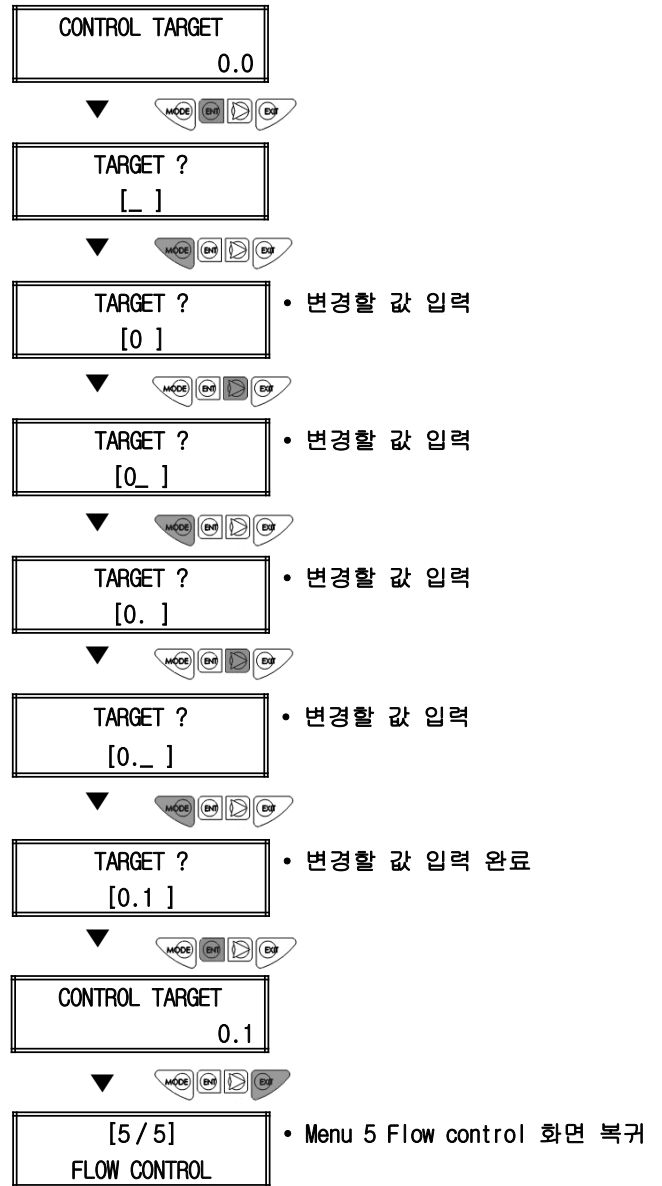 CONTROL TARGET
0.0
▼ MODE ENT EXIT
TARGET ?
[_ ]
▼ MODE ENT EXIT
TARGET ? • 변경할 값 입력
[0 ]
▼ MODE ENT EXIT
TARGET ? • 변경할 값 입력
[0_ ]
▼ MODE ENT EXIT
TARGET ? • 변경할 값 입력
[0. ]
▼ MODE ENT EXIT
TARGET ? • 변경할 값 입력
[0._ ]
▼ MODE ENT EXIT
TARGET ? • 변경할 값 입력 완료
[0.1 ]
▼ MODE ENT EXIT
CONTROL TARGET
0.1
▼ MODE ENT EXIT
[5/5] • Menu 5 Flow control 화면 복귀
FLOW CONTROL